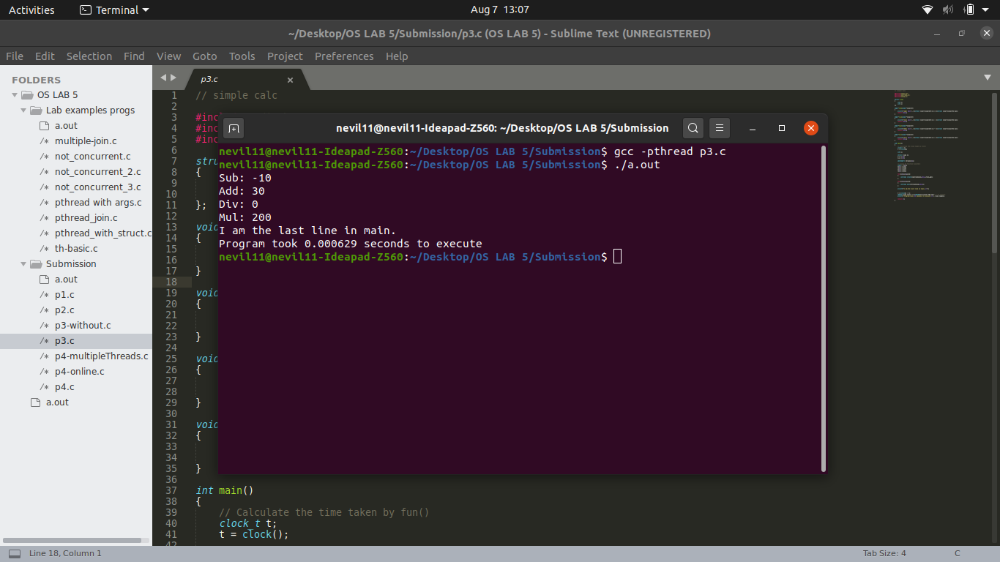 Activities
Terminal
Aug 7 13:07
~/Desktop/OS LAB 5/Submission/p3.c (OS LAB 5) - Sublime Text (UNREGISTERED)
File Edit Selection Find View Goto Tools Project Preferences Help
FOLDERS
OS LAB 5
Lab examples progs
a.out
/* multiple-join.c
/* not_concurrent.c
/* not_concurrent_2.c
/* not_concurrent_3.c
/* pthread with args.c
/* pthread_join.c
/* pthread_with_struct.c
/* th-basic.c
Submission
a.out
/* p1.c
/* p2.c
/* p3-without.c
/* p3.c
/* p4-multipleThreads.c
/* p4-online.c
/* p4.c
a.out
p3.c
1 // simple calc
2
3 #inc
4 #inc
5 #inc
6
7 stru
8 {
9
10
11 };
12
13 void
14 {
15
16
17 }
18
19 void
20 {
21
22
23 }
24
25 void
26 {
27
28
29 }
30
31 void
32 {
33
34
35 }
36
37 int main()
38 {
39 // Calculate the time taken by fun()
40 clock_t t;
41 t = clock();
42
nevil11@nevil11-Ideapad-Z560: ~/Desktop/OS LAB 5/Submission
nevil11@nevil11-Ideapad-Z560:~/Desktop/OS LAB 5/Submission$ gcc -pthread p3.c
nevil11@nevil11-Ideapad-Z560:~/Desktop/OS LAB 5/Submission$ ./a.out
Sub: -10
Add: 30
Div: 0
Mul: 200
I am the last line in main.
Program took 0.000629 seconds to execute
nevil11@nevil11-Ideapad-Z560:~/Desktop/OS LAB 5/Submission$
Line 18, Column 1
Tab Size: 4
C